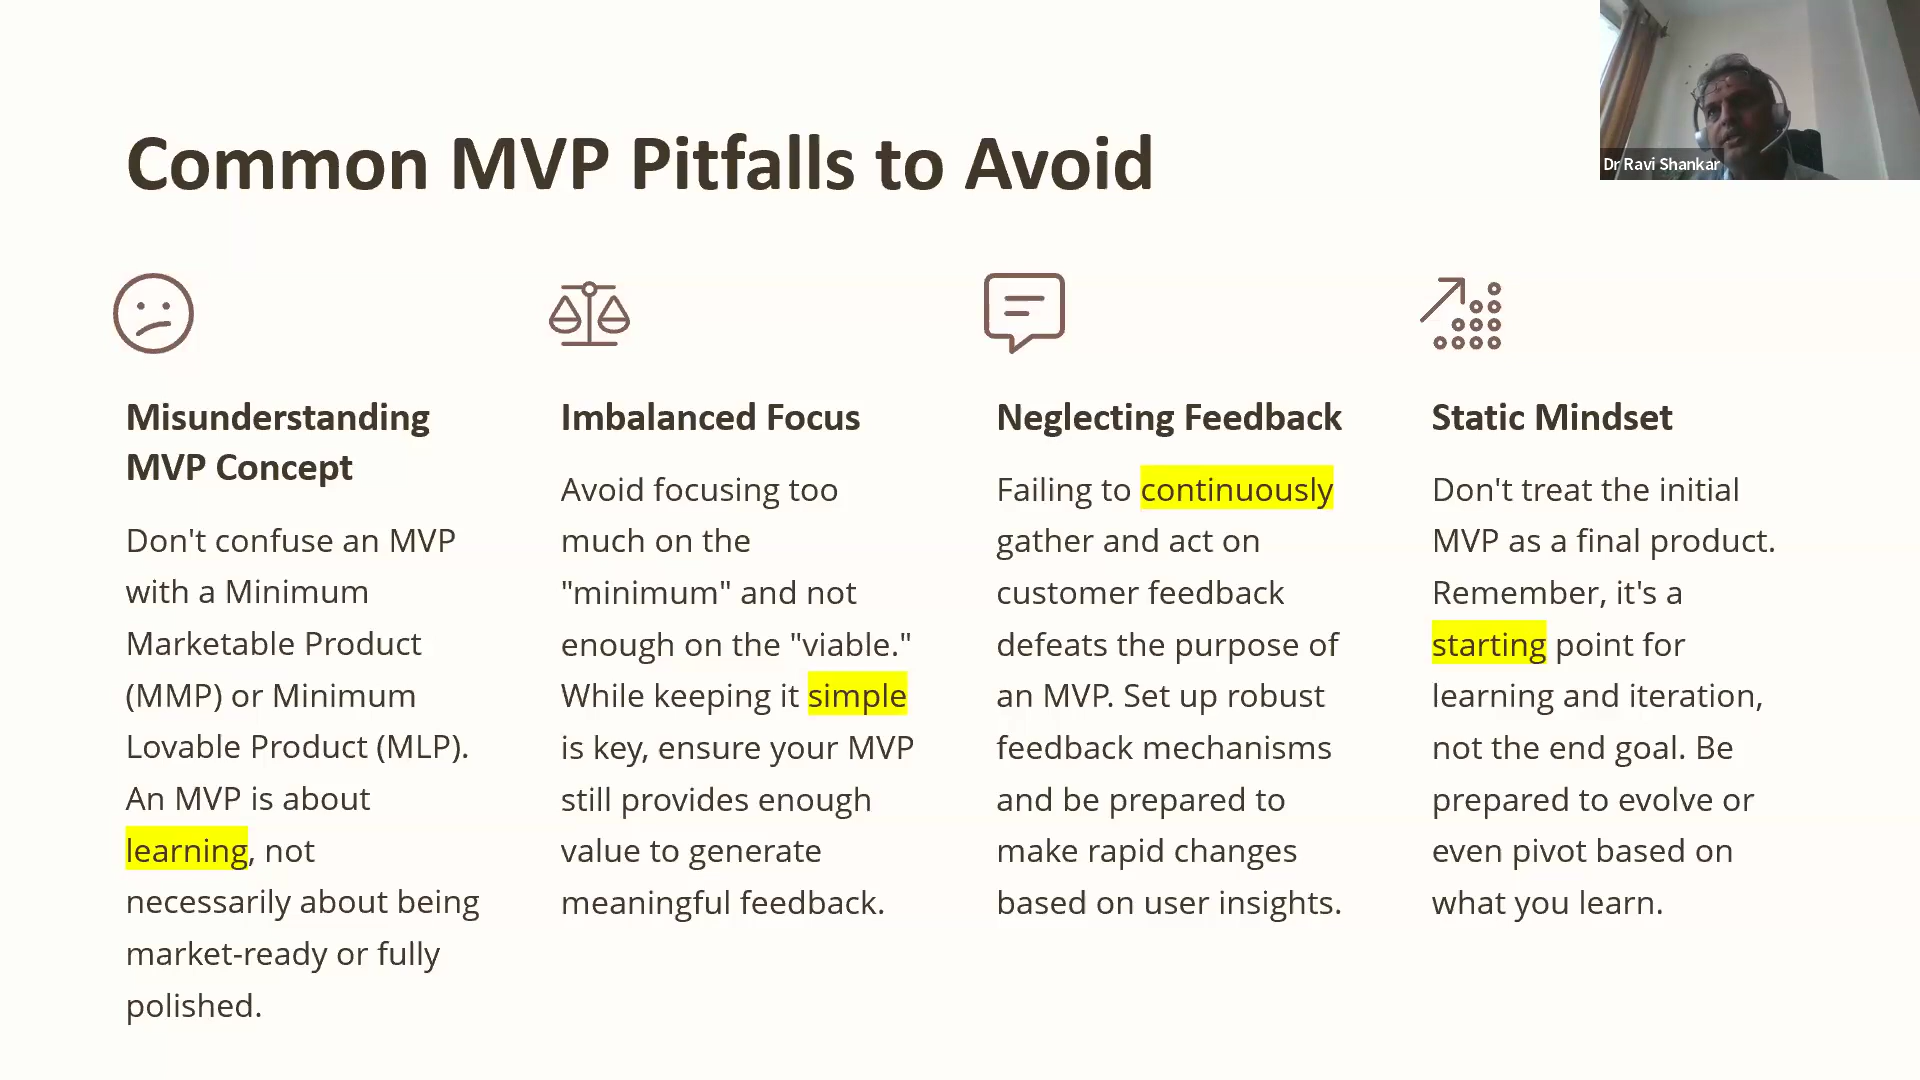 Common MVP Pitfalls to Avoid
Dr Ravi Shankar
Misunderstanding
MVP Concept
Don't confuse an MVP
with a Minimum
Marketable Product
(MMP) or Minimum
Lovable Product (MLP).
An MVP is about
learning, not
necessarily about being
market-ready or fully
polished.
Imbalanced Focus
Avoid focusing too
much on the
"minimum" and not
enough on the "viable."
While keeping it simple
is key, ensure your MVP
still provides enough
value to generate
meaningful feedback.
Neglecting Feedback
Failing to continuously
gather and act on
customer feedback
defeats the purpose of
an MVP. Set up robust
feedback mechanisms
and be prepared to
make rapid changes
based on user insights.
Static Mindset
Don't treat the initial
MVP as a final product.
Remember, it's a
starting point for
learning and iteration,
not the end goal. Be
prepared to evolve or
even pivot based on
what you learn.